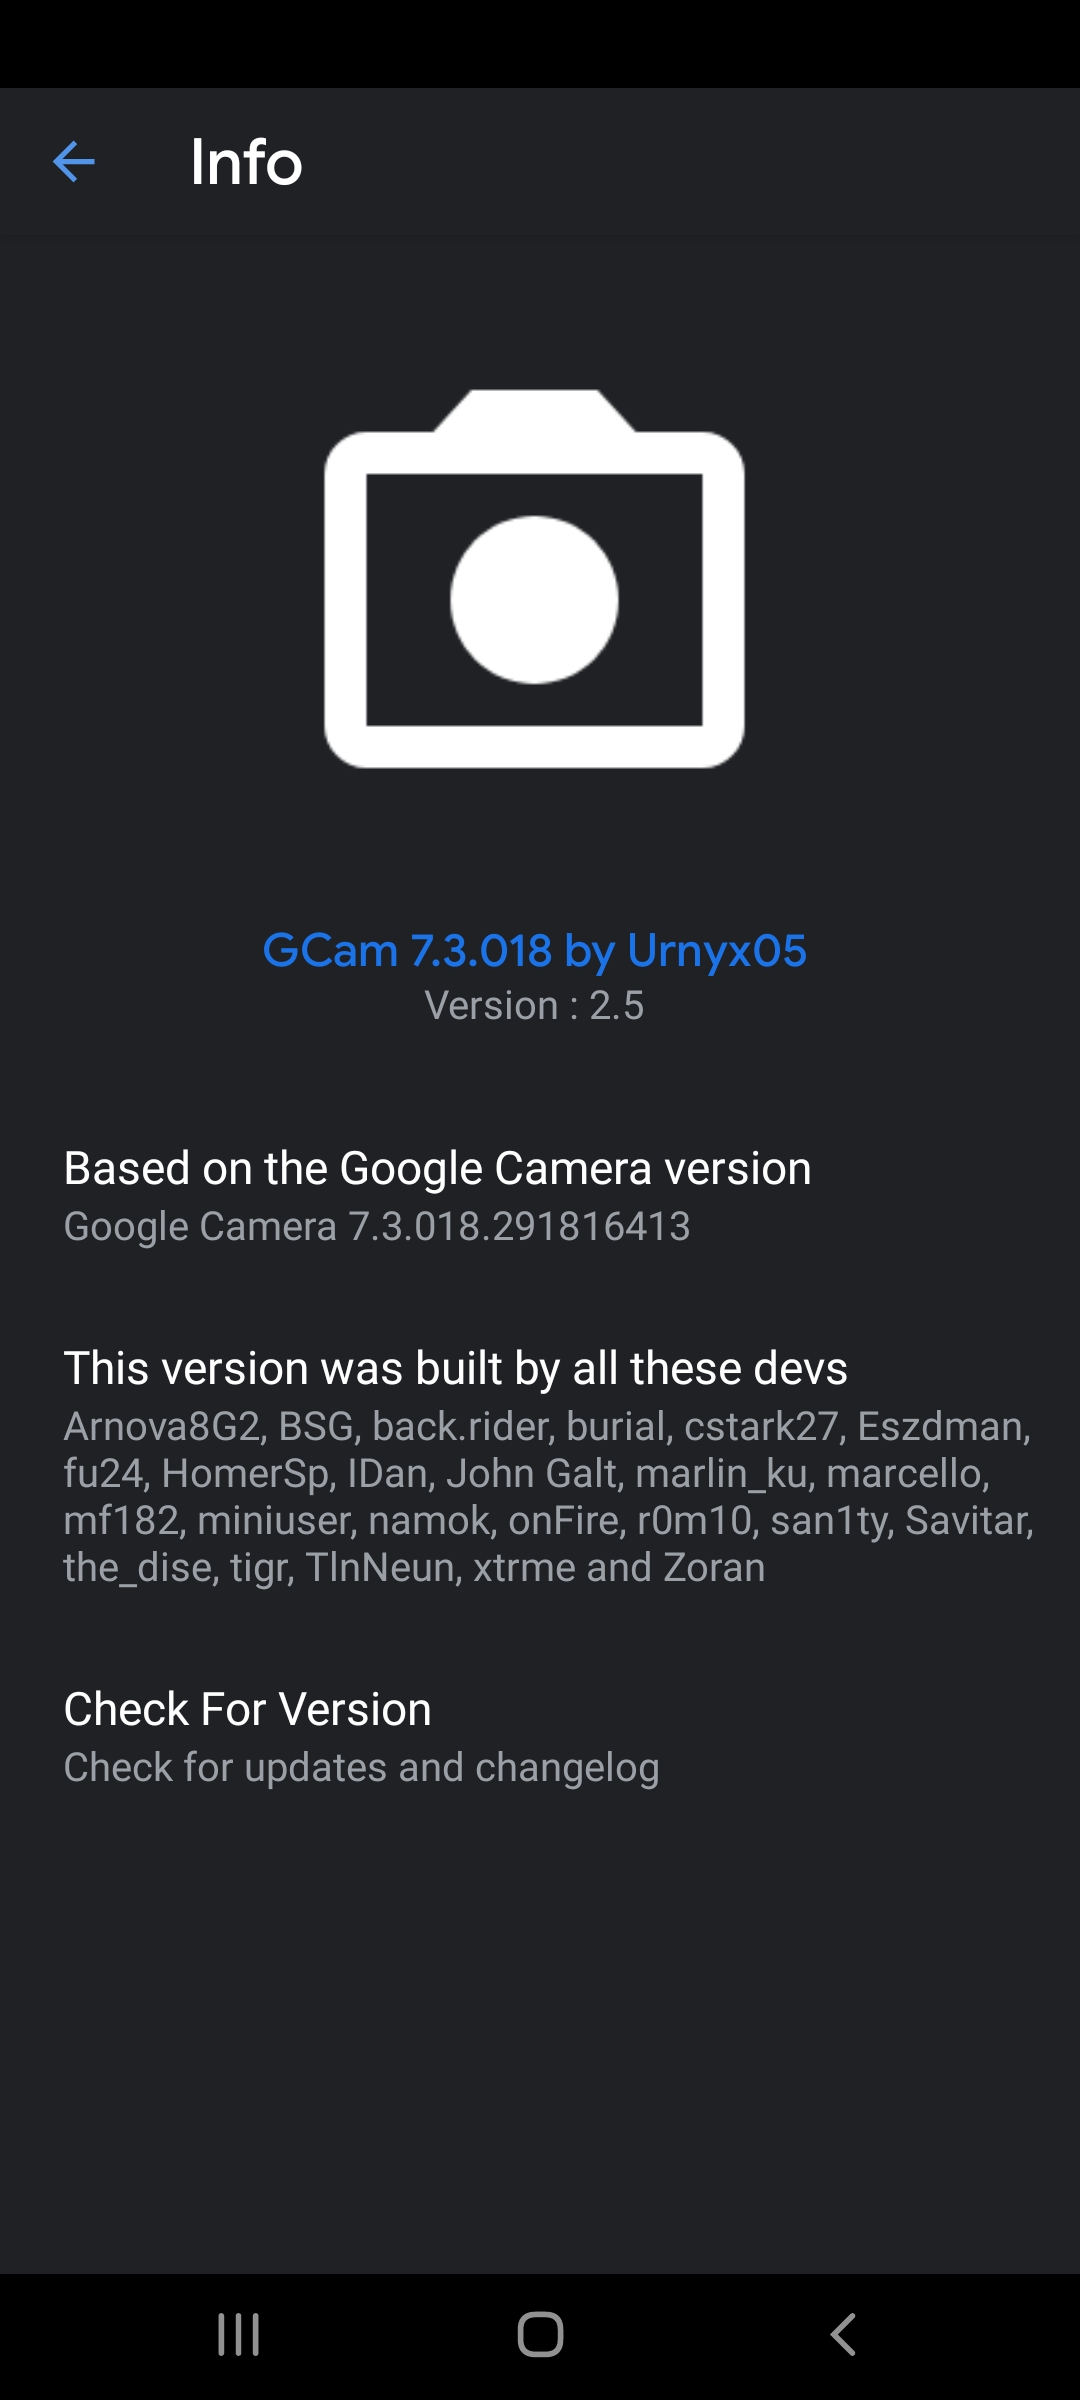 Info
GCam 7.3.018 by Urnyx05
Version : 2.5
Based on the Google Camera version
Google Camera 7.3.018.291816413
This version was built by all these devs
Arnova8G2, BSG, back.rider, burial, cstark27, Eszdman,
fu24, HomerSp, IDan, John Galt, marlin_ku, marcello,
mf182, miniuser, namok, onFire, r0m10, san1ty, Savitar,
the_dise, tigr, TlnNeun, xtrme and Zoran
Check For Version
Check for updates and changelog